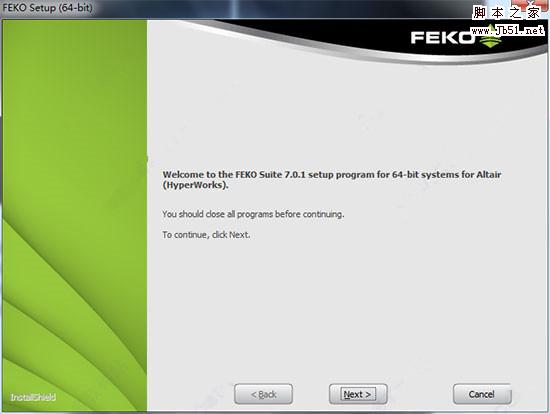 FEKO Setup (64-bit)
脚本之家
www.Jb51.net
FEKO
Welcome to the FEKO Suite 7.0.1 setup program for 64-bit systems for Altair
(HyperWorks).
You should close all programs before continuing.
To continue, click Next.
InstallShield
< Back
Next >
Cancel